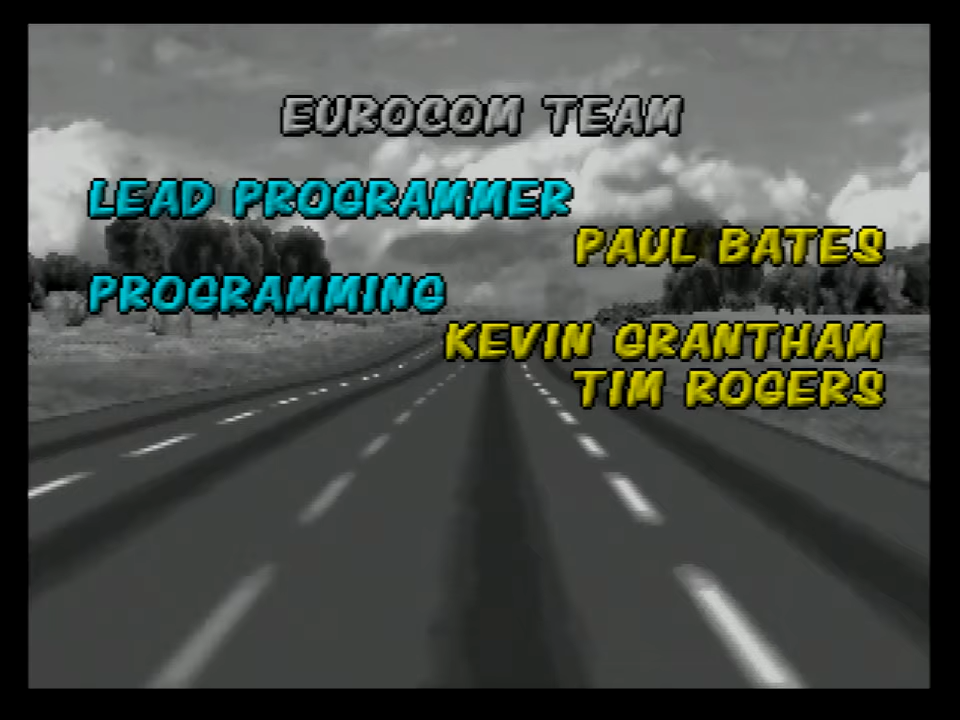 EUROCOM TEAM
LEAD PROGRAMMER
PAUL BATES
PROGRAMMING
KEVIN GRANTHAM
TIM ROGERS